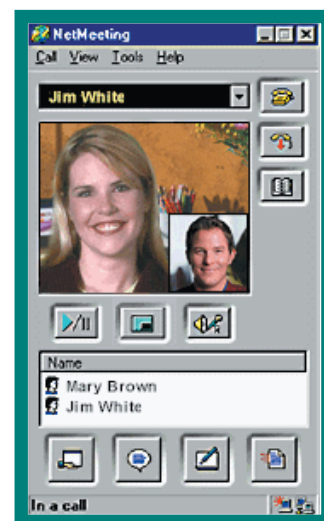 NetMeeting
Call View Tools Help
Jim White
Name
Mary Brown
Jim White
In a call